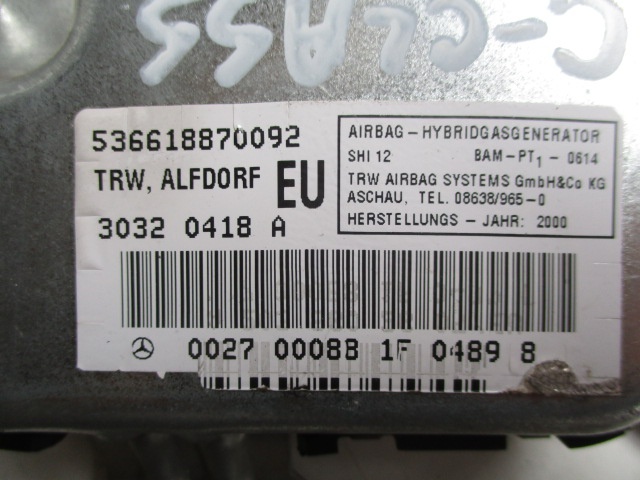 C-CLASS
536618870092
TRW, ALFDORF EU
3032 0418 A
AIRBAG-HYBRIDGASGENERATOR
SHI 12 BAM-PT1-0614
TRW AIRBAG SYSTEMS GmbH&Co KG
ASCHAU, TEL. 08638/965-0
HERSTELLUNGS-JAHR: 2000
0027 00088 1F 0489 8